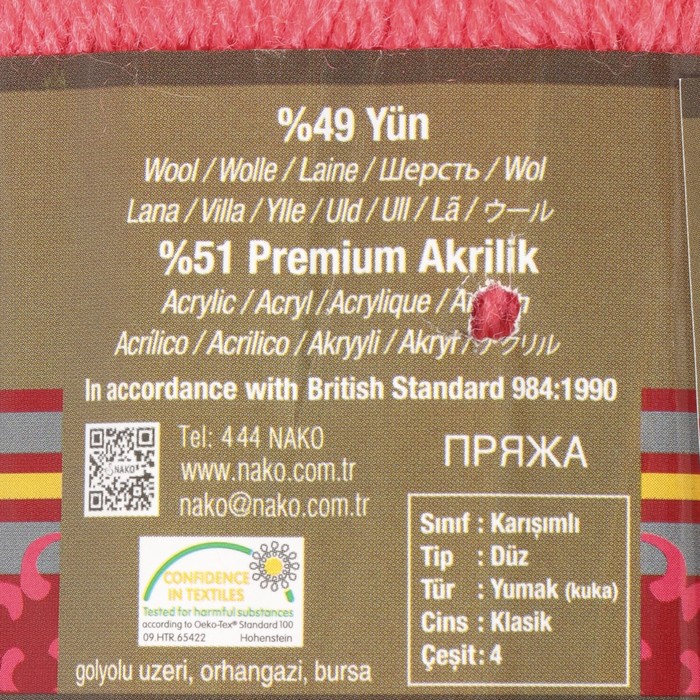 %49 Yün
Wool / Wolle / Laine / Шерсть / Wol
Lana / Villa / Ylle / Uld / Ull / Lã / ウール
%51 Premium Akrilik
Acrylic / Acryl / Acrylique /
Acrílico / Acrílico / Akryyli / Akryl /
In accordance with British Standard 984:1990
NAKO
Tel: 444 NAKO
www.nako.com.tr
nako@nako.com.tr
ПРЯЖА
CONFIDENCE
IN TEXTILES
Tested for harmful substances
according to Oeko-Tex® Standard 100
09.HTR.65422 Hohenstein
Sınıf : Karışımlı
Tip : Düz
Tür : Yumak (kuka)
Cins : Klasik
Çeşit : 4
golyolu uzeri, orhangazi, bursa